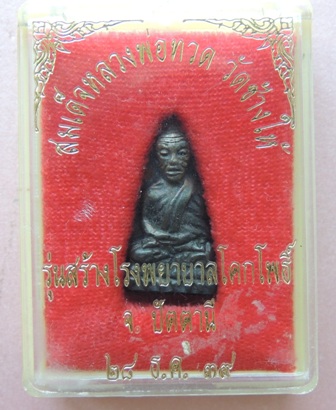 สมเด็จหลวงพ่อทวด วัดช้างให้
รุ่นสร้างโรงพยาบาลโคกโพธิ์
จ. ปัตตานี
๒๘ ธ.ค. ๓๙